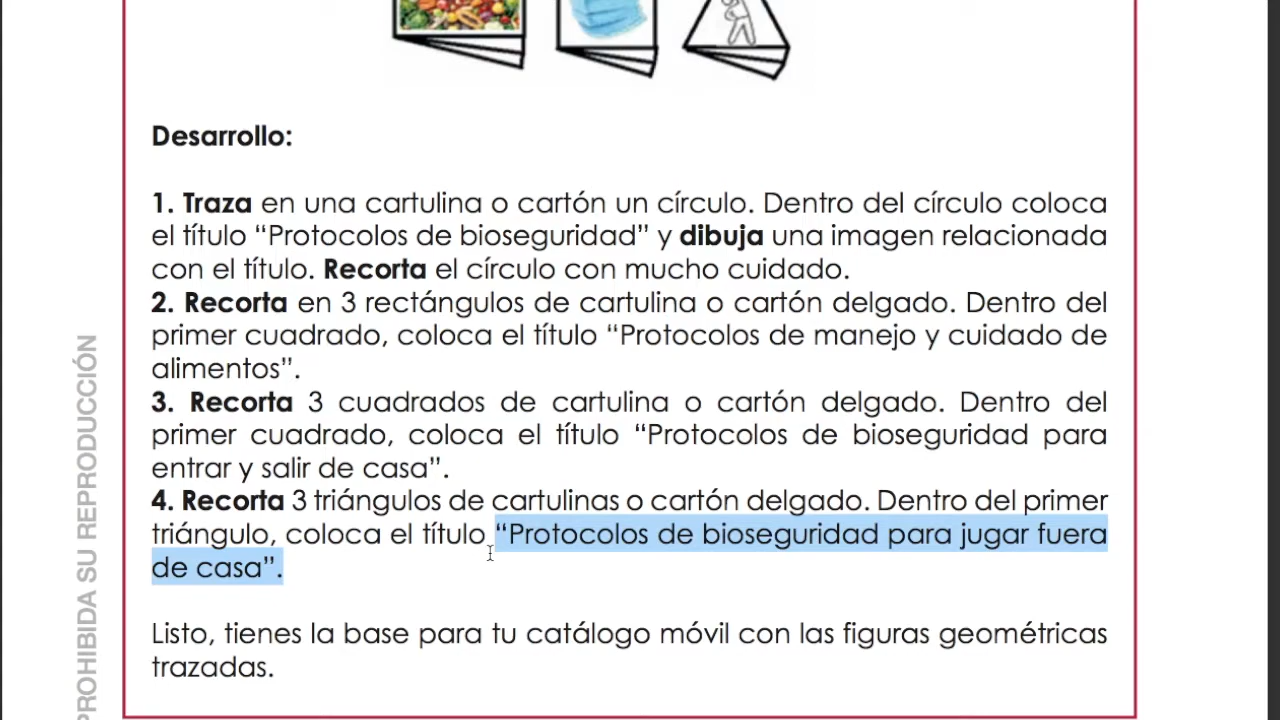 Desarrollo:
1. Traza en una cartulina o cartón un círculo. Dentro del círculo coloca
el título “Protocolos de bioseguridad” y dibuja una imagen relacionada
con el título. Recorta el círculo con mucho cuidado.
2. Recorta en 3 rectángulos de cartulina o cartón delgado. Dentro del
primer cuadrado, coloca el título “Protocolos de manejo y cuidado de
alimentos”.
3. Recorta 3 cuadrados de cartulina o cartón delgado. Dentro del
primer cuadrado, coloca el título “Protocolos de bioseguridad para
entrar y salir de casa”.
4. Recorta 3 triángulos de cartulinas o cartón delgado. Dentro del primer
triángulo, coloca el título “Protocolos de bioseguridad para jugar fuera
de casa”.
Listo, tienes la base para tu catálogo móvil con las figuras geométricas
trazadas.
PROHIBIDA SU REPRODUCCIÓN